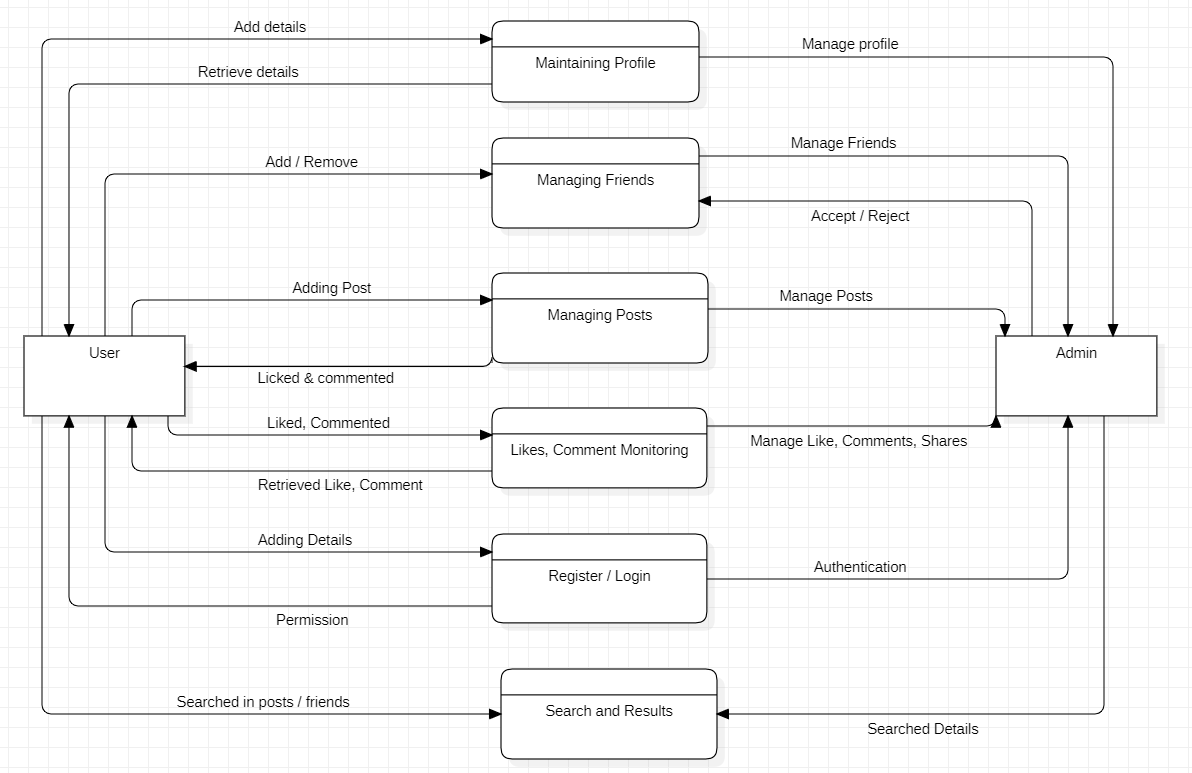 Add details
Manage profile
Maintaining Profile
Retrieve details
Manage Friends
Add / Remove
Managing Friends
Accept / Reject
Adding Post
Manage Posts
Managing Posts
User
Admin
Licked & commented
Liked, Commented
Manage Like, Comments, Shares
Likes, Comment Monitoring
Retrieved Like, Comment
Adding Details
Authentication
Register / Login
Permission
Searched in posts / friends
Search and Results
Searched Details